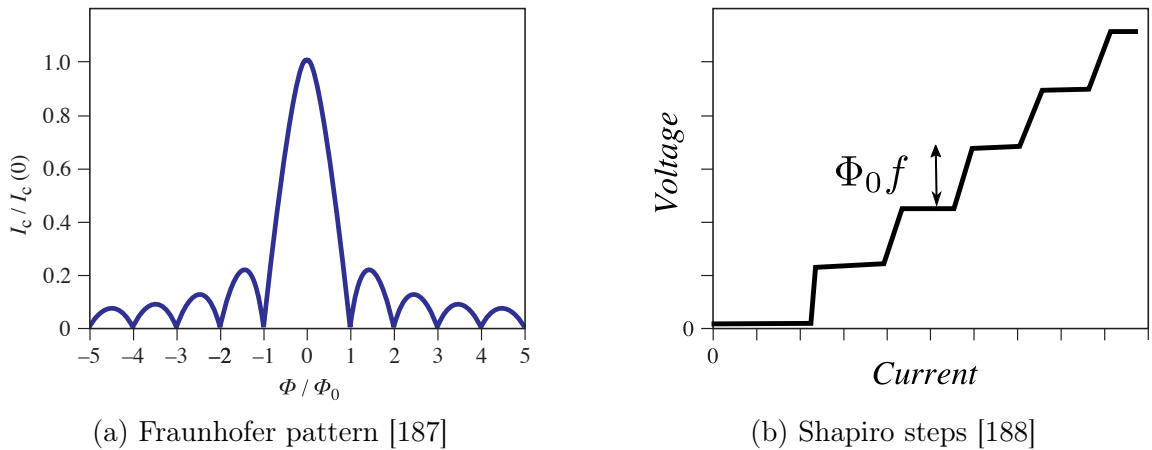 1.0
0.8
0.6
0.4
0.2
0
I_c / I_c (0)
–5 –4 –3 –2 –1 0 1 2 3 4 5
Φ / Φ_0
(a) Fraunhofer pattern [187]
Voltage
Φ_0 f
0
0
Current
(b) Shapiro steps [188]